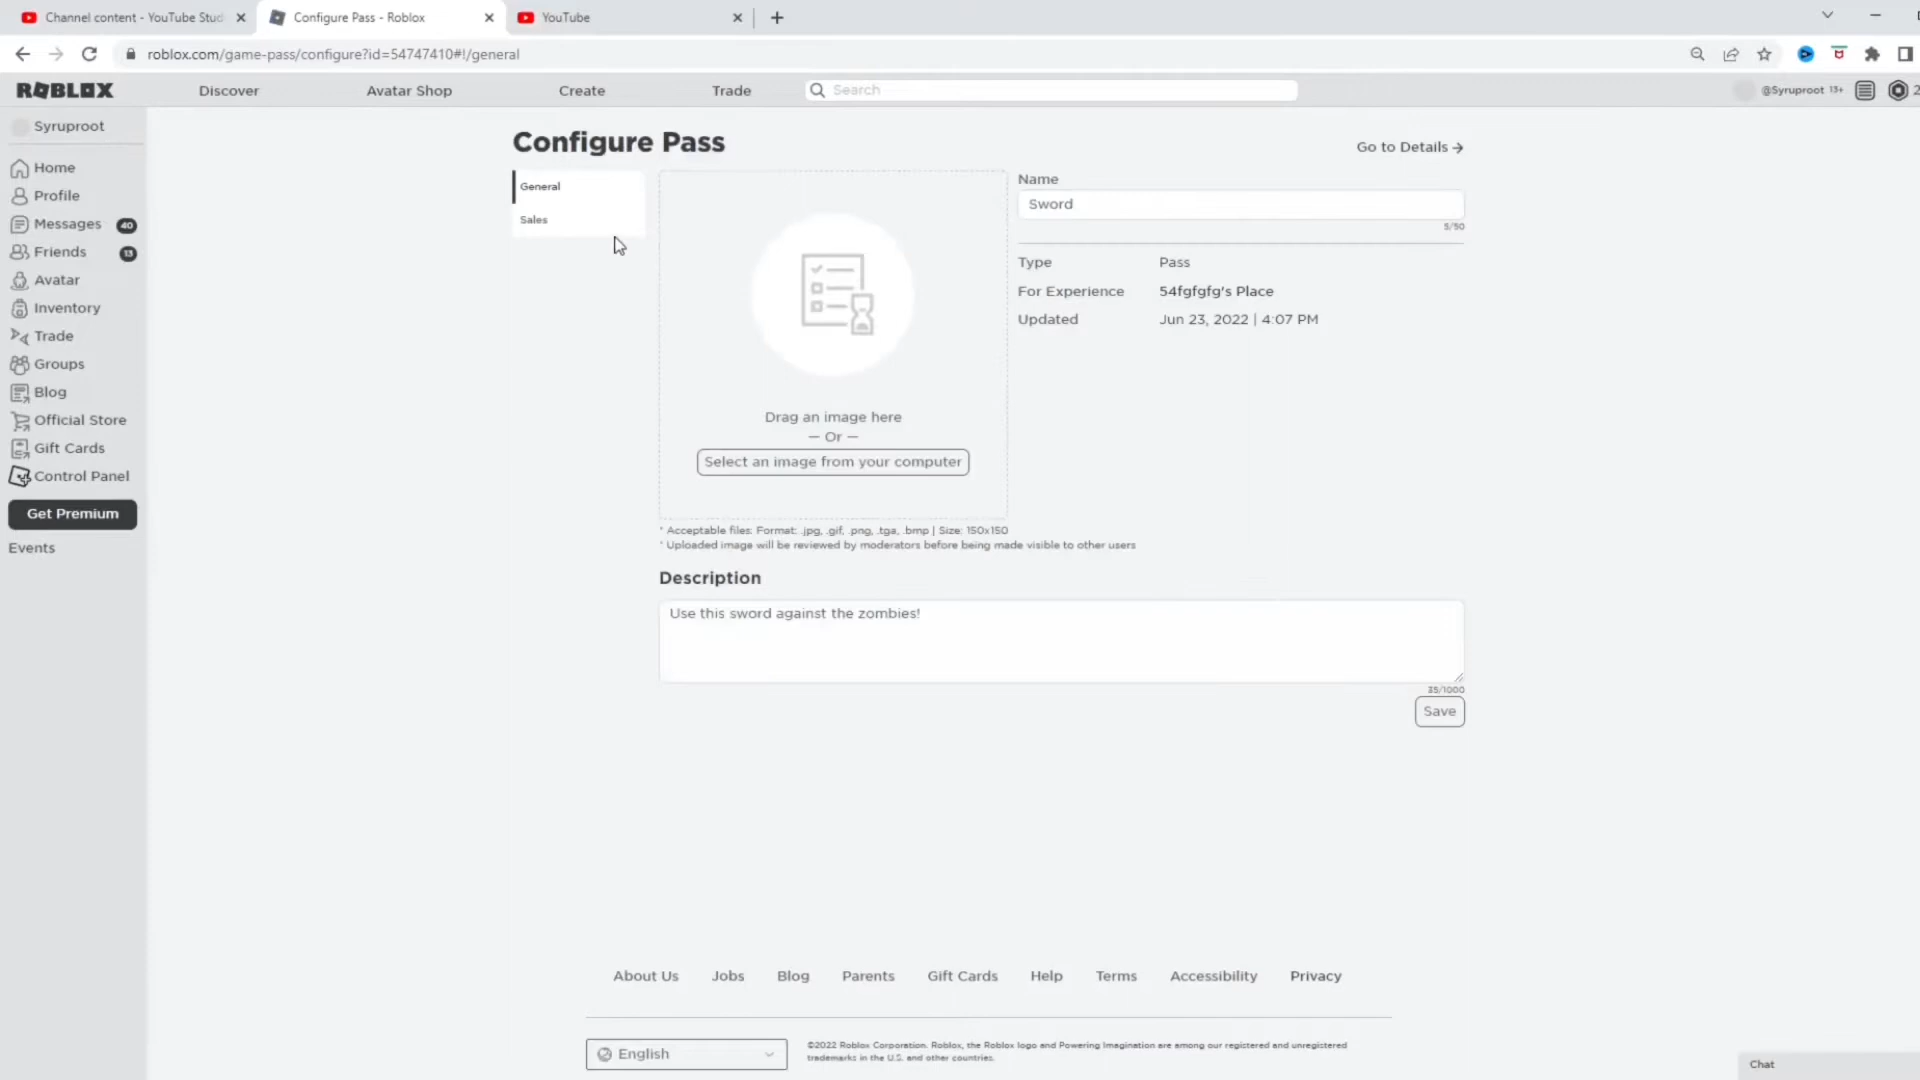 Channel content - YouTube Stud
Configure Pass - Roblox
YouTube
roblox.com/game-pass/configure?id=54747410#!/general
ROBLOX
Discover
Avatar Shop
Create
Trade
Search
@Syruproot 13+
2
Syruproot
Home
Profile
Messages 40
Friends 13
Avatar
Inventory
Trade
Groups
Blog
Official Store
Gift Cards
Control Panel
Get Premium
Events
Configure Pass
Go to Details →
General
Sales
Drag an image here
— Or —
Select an image from your computer
Name
Sword
5/50
Type Pass
For Experience 54fgfgfg's Place
Updated Jun 23, 2022 | 4:07 PM
* Acceptable files: Format: .jpg, .gif, .png, .tga, .bmp | Size: 150x150
* Uploaded image will be reviewed by moderators before being made visible to other users
Description
Use this sword against the zombies!
35/1000
Save
About Us
Jobs
Blog
Parents
Gift Cards
Help
Terms
Accessibility
Privacy
English
©2022 Roblox Corporation. Roblox, the Roblox logo and Powering Imagination are among our registered and unregistered
trademarks in the U.S. and other countries.
Chat